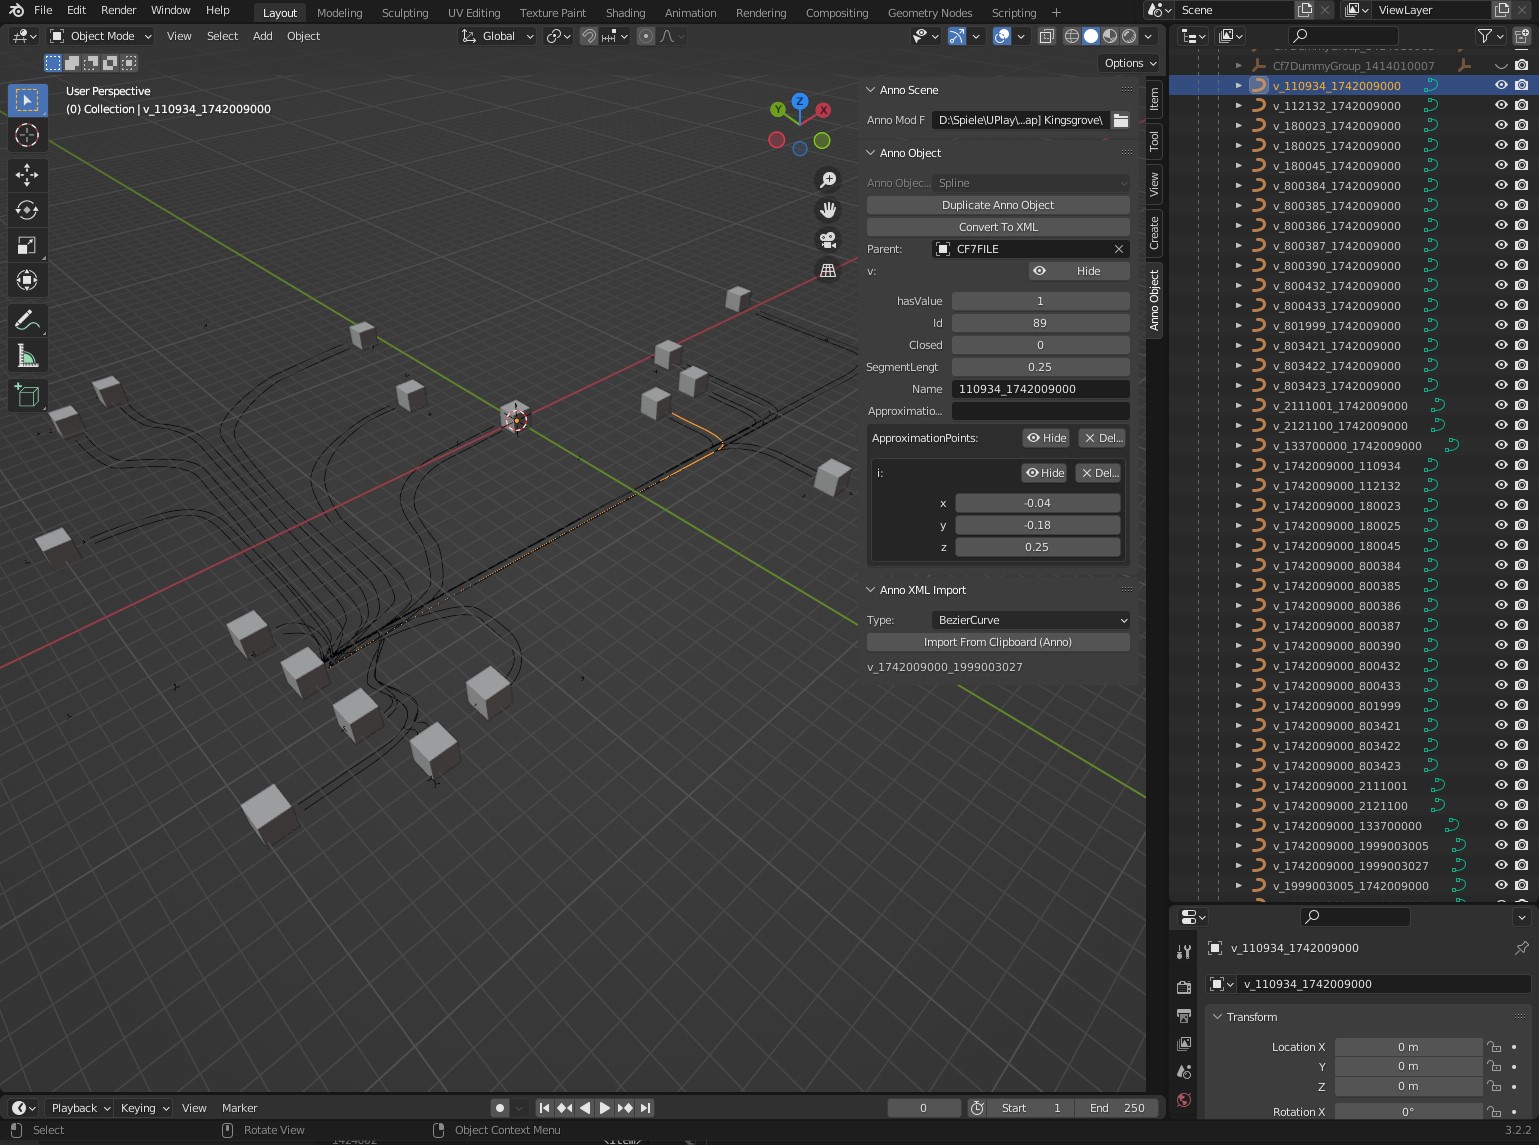 File Edit Render Window Help Layout Modeling Sculpting UV Editing Texture Paint Shading Animation Rendering Compositing Geometry Nodes Scripting + Scene ViewLayer
Object Mode View Select Add Object Global
Options
User Perspective
(0) Collection | v_110934_1742009000
Z
Y
X
Anno Scene
Anno Mod F D:\Spiele\UPlay\...ap] Kingsgrove\
Anno Object
Anno Objec... Spline
Duplicate Anno Object
Convert To XML
Parent: CF7FILE
v: Hide
hasValue 1
Id 89
Closed 0
SegmentLengt 0.25
Name 110934_1742009000
Approximatio...
ApproximationPoints: Hide Del...
i: Hide Del...
x -0.04
y -0.18
z 0.25
Anno XML Import
Type: BezierCurve
Import From Clipboard (Anno)
v_1742009000_1999003027
Item
Tool
View
Create
Anno Object
Cf7DummyGroup_1414010007
v_110934_1742009000
v_112132_1742009000
v_180023_1742009000
v_180025_1742009000
v_180045_1742009000
v_800384_1742009000
v_800385_1742009000
v_800386_1742009000
v_800387_1742009000
v_800390_1742009000
v_800432_1742009000
v_800433_1742009000
v_801999_1742009000
v_803421_1742009000
v_803422_1742009000
v_803423_1742009000
v_2111001_1742009000
v_2121100_1742009000
v_133700000_1742009000
v_1742009000_110934
v_1742009000_112132
v_1742009000_180023
v_1742009000_180025
v_1742009000_180045
v_1742009000_800384
v_1742009000_800385
v_1742009000_800386
v_1742009000_800387
v_1742009000_800390
v_1742009000_800432
v_1742009000_800433
v_1742009000_801999
v_1742009000_803421
v_1742009000_803422
v_1742009000_803423
v_1742009000_2111001
v_1742009000_2121100
v_1742009000_133700000
v_1742009000_1999003005
v_1742009000_1999003027
v_1999003005_1742009000
v_110934_1742009000
v_110934_1742009000
Transform
Location X 0 m
Y 0 m
Z 0 m
Rotation X 0°
Playback Keying View Marker 0 Start 1 End 250
Select Rotate View Object Context Menu 3.2.2